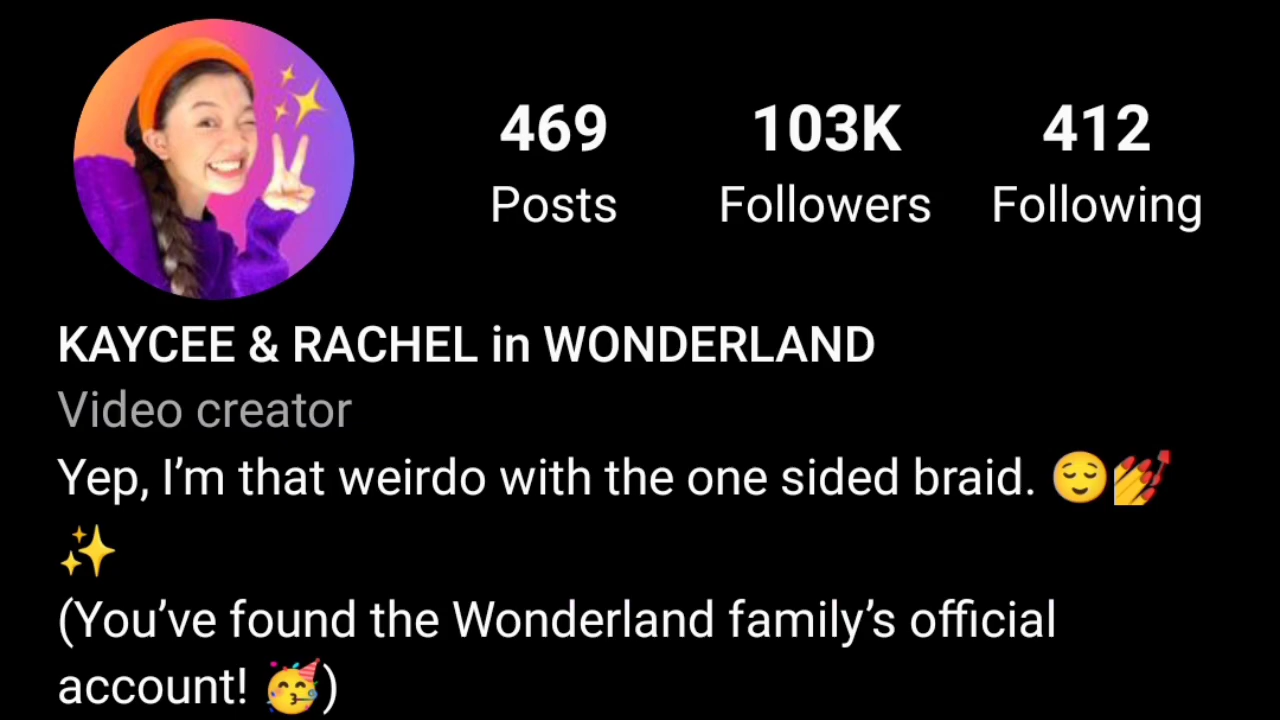 469 103K 412
Posts Followers Following
KAYCEE & RACHEL in WONDERLAND
Video creator
Yep, I’m that weirdo with the one sided braid. 😌💅
✨
(You’ve found the Wonderland family’s official
account! 🥳)